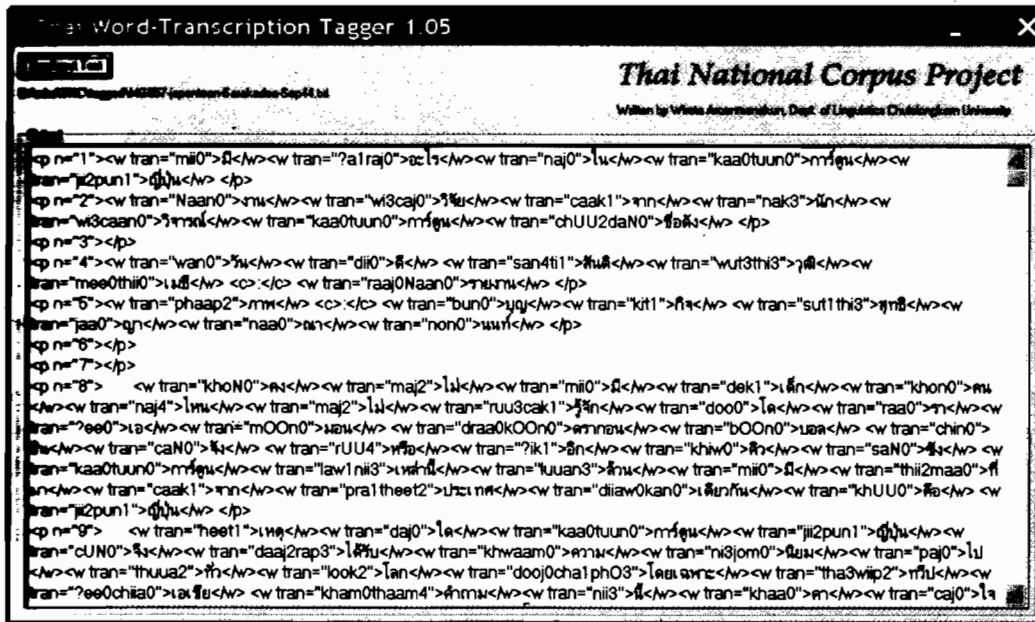 Thai Word-Transcription Tagger 1.05
Thai National Corpus Project
Written by Wirote Aroonmanakun, Dept. of Linguistics Chulalongkorn University
<p n="1"><w tran="mii0">มี</w><w tran="?a1raj0">อะไร</w><w tran="naj0">ใน</w><w tran="kaa0tuun0">การ์ตูน</w><w
tran="jii2pun1">ญี่ปุ่น</w> </p>
<p n="2"><w tran="Naan0">งาน</w><w tran="wi3caj0">วิจัย</w><w tran="caak1">จาก</w><w tran="nak3">นัก</w><w
tran="wi3caan0">วิจารณ์</w><w tran="kaa0tuun0">การ์ตูน</w><w tran="chUU2daN0">ชื่อดัง</w> </p>
<p n="3"></p>
<p n="4"><w tran="wan0">วัน</w><w tran="dii0">ดี</w> <w tran="san4ti1">สันติ</w><w tran="wut3thi3">วุฒิ</w><w
tran="mee0thii0">เมธี</w> <c>:</c> <w tran="raaj0Naan0">รายงาน</w> </p>
<p n="5"><w tran="phaap2">ภาพ</w> <c>:</c> <w tran="bun0">บุญ</w><w tran="kit1">กิจ</w> <w tran="sut1thi3">สุทธิ</w><w
tran="jaa0">ญา</w><w tran="naa0">ณา</w><w tran="non0">นนท์</w> </p>
<p n="6"></p>
<p n="7"></p>
<p n="8"> <w tran="khoN0">คง</w><w tran="maj2">ไม่</w><w tran="mii0">มี</w><w tran="dek1">เด็ก</w><w tran="khon0">คน
</w><w tran="naj4">ไหน</w><w tran="maj2">ไม่</w><w tran="ruu3cak1">รู้จัก</w><w tran="doo0">โด</w><w tran="raa0">รา</w><w
tran="?ee0">เอ</w><w tran="mOOn0">มอน</w> <w tran="draa0kOOn0">ดรากอน</w><w tran="bOOn0">บอล</w> <w tran="chin0">
ชิน</w><w tran="caN0">จัง</w> <w tran="rUU4">หรือ</w><w tran="?ik1">อิก</w><w tran="khiw0">คิว</w><w tran="saN0">ซัง</w> <w
tran="kaa0tuun0">การ์ตูน</w><w tran="law1nii3">เหล่านี้</w><w tran="luuan3">ล้วน</w><w tran="mii0">มี</w><w tran="thii2maa0">ที่
มา</w><w tran="caak1">จาก</w><w tran="pra1theet2">ประเทศ</w><w tran="diiaw0kan0">เดียวกัน</w><w tran="khUU0">คือ</w> <w
tran="jii2pun1">ญี่ปุ่น</w> </p>
<p n="9"> <w tran="heet1">เหตุ</w><w tran="daj0">ใด</w><w tran="kaa0tuun0">การ์ตูน</w><w tran="jii2pun1">ญี่ปุ่น</w><w
tran="cUN0">จึง</w><w tran="daaj2rap3">ได้รับ</w><w tran="khwaam0">ความ</w><w tran="ni3jom0">นิยม</w><w tran="paj0">ไป
</w><w tran="thuua2">ทั่ว</w><w tran="look2">โลก</w><w tran="dooj0cha1phO3">โดยเฉพาะ</w><w tran="tha3wiip2">ทวีป</w><w
tran="?ee0chiia0">เอเชีย</w> <w tran="kham0thaam4">คำถาม</w><w tran="nii3">นี้</w><w tran="khaa0">คา</w><w tran="caj0">ใจ